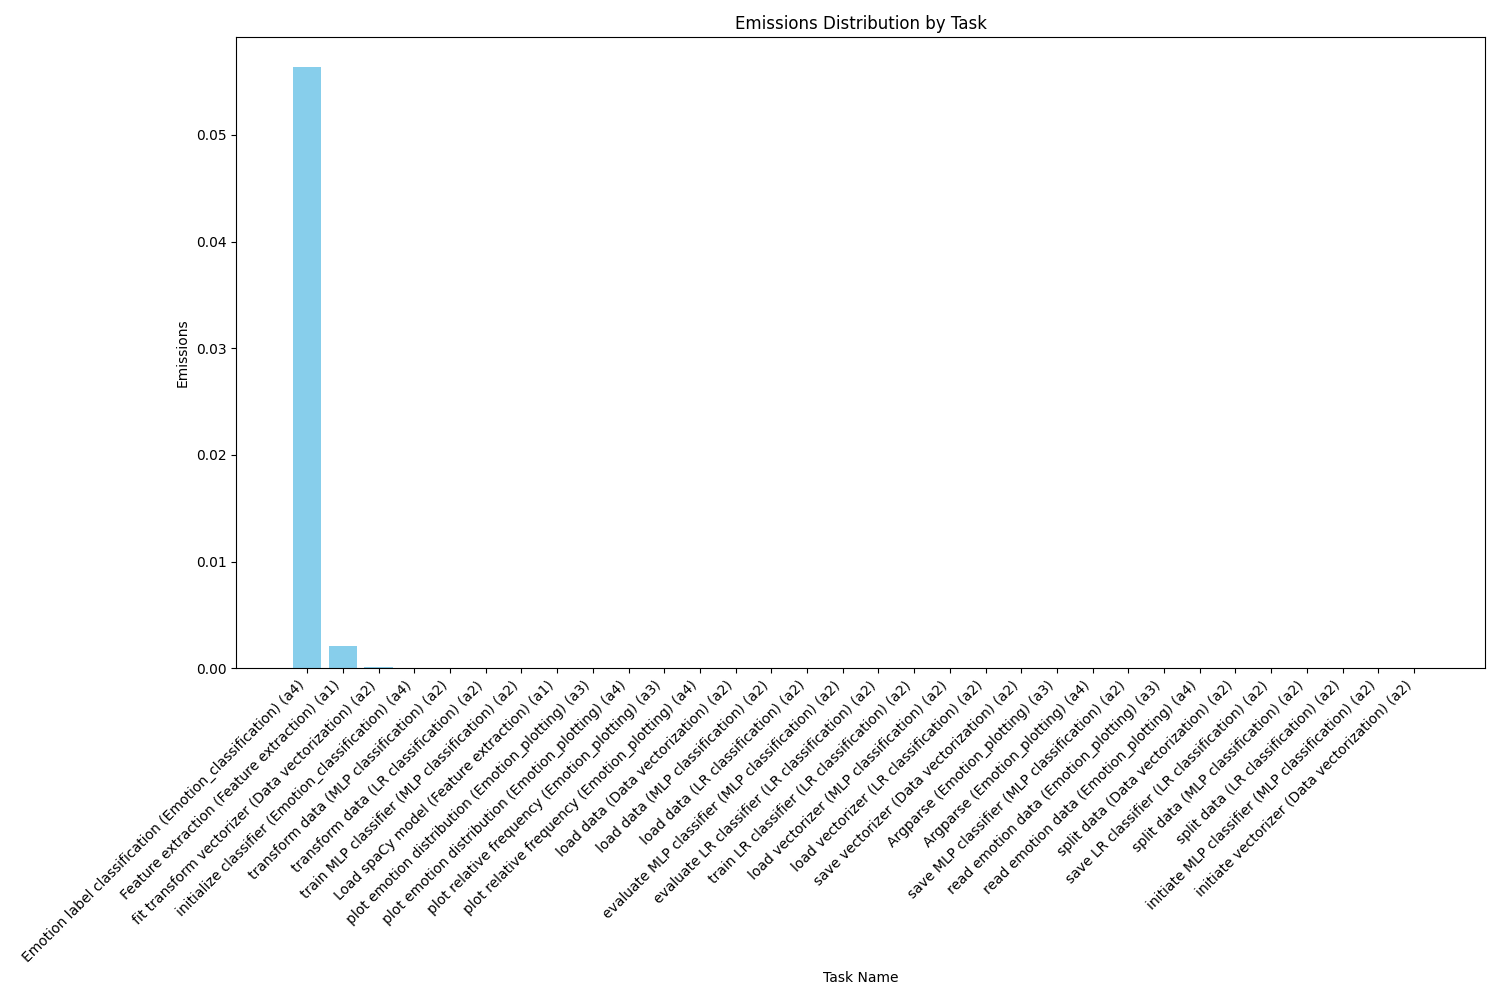 Emissions Distribution by Task
Emissions
0.05
0.04
0.03
0.02
0.01
0.00
Emotion label classification (Emotion_classification) (a4)
Feature extraction (Feature extraction) (a1)
fit transform vectorizer (Data vectorization) (a2)
initialize classifier (Emotion_classification) (a4)
transform data (MLP classification) (a2)
transform data (LR classification) (a2)
train MLP classifier (MLP classification) (a2)
Load spaCy model (Feature extraction) (a1)
plot emotion distribution (Emotion_plotting) (a3)
plot emotion distribution (Emotion_plotting) (a4)
plot relative frequency (Emotion_plotting) (a3)
plot relative frequency (Emotion_plotting) (a4)
load data (Data vectorization) (a2)
load data (MLP classification) (a2)
load data (LR classification) (a2)
evaluate MLP classifier (MLP classification) (a2)
evaluate LR classifier (LR classification) (a2)
train LR classifier (LR classification) (a2)
load vectorizer (MLP classification) (a2)
load vectorizer (LR classification) (a2)
save vectorizer (Data vectorization) (a2)
Argparse (Emotion_plotting) (a3)
Argparse (Emotion_plotting) (a4)
save MLP classifier (MLP classification) (a2)
read emotion data (Emotion_plotting) (a3)
read emotion data (Emotion_plotting) (a4)
split data (Data vectorization) (a2)
save LR classifier (LR classification) (a2)
split data (MLP classification) (a2)
split data (LR classification) (a2)
initiate MLP classifier (MLP classification) (a2)
initiate vectorizer (Data vectorization) (a2)
Task Name